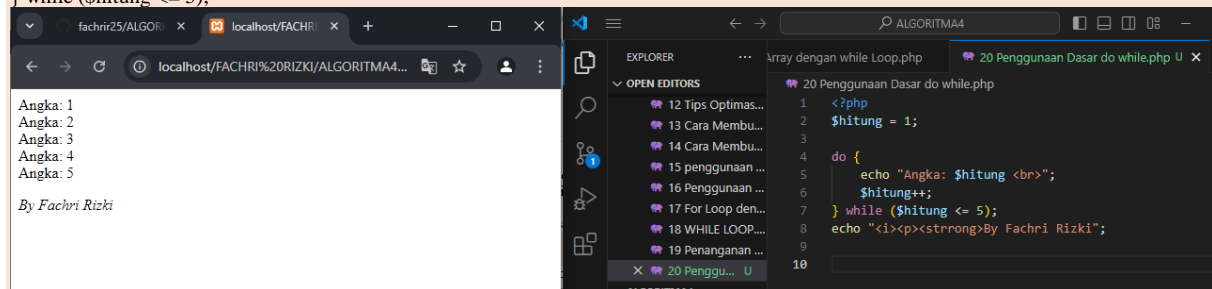 } while ($hitung <= 5);
fachrir25/ALGOR
localhost/FACHRI
localhost/FACHRI%20RIZKI/ALGORITMA4...
Angka: 1
Angka: 2
Angka: 3
Angka: 4
Angka: 5
By Fachri Rizki
ALGORITMA4
EXPLORER
Array dengan while Loop.php
20 Penggunaan Dasar do while.php U
OPEN EDITORS
12 Tips Optimas...
13 Cara Membu...
14 Cara Membu...
15 penggunaan ...
16 Penggunaan ...
17 For Loop den...
18 WHILE LOOP....
19 Penanganan ...
20 Penggu... U
1
20 Penggunaan Dasar do while.php
1 <?php
2 $hitung = 1;
3
4 do {
5 echo "Angka: $hitung <br>";
6 $hitung++;
7 } while ($hitung <= 5);
8 echo "<i><p><strrong>By Fachri Rizki";
9
10